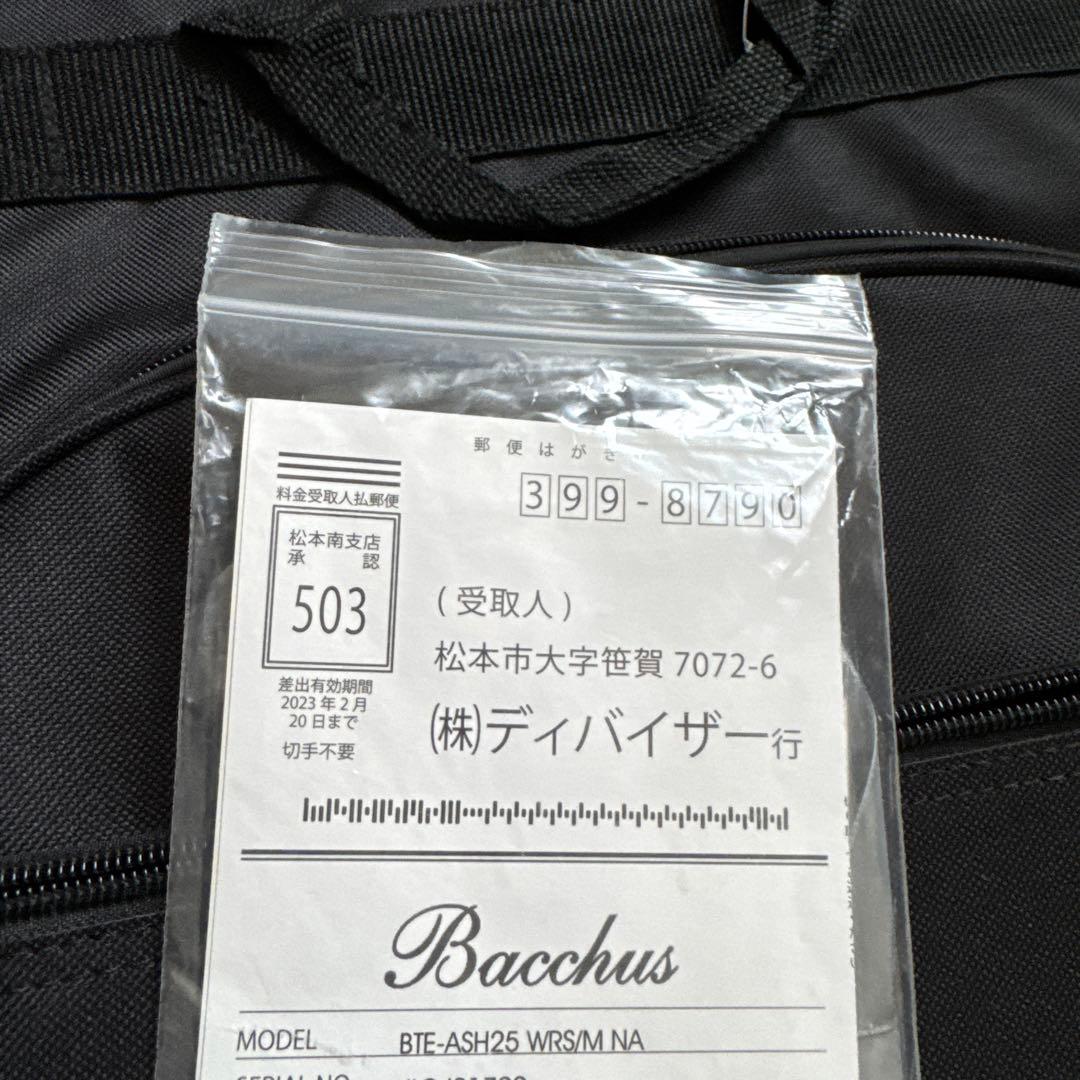 郵便はがき
399-8790
料金受取人払郵便
松本南支店
承認
503
差出有効期間
2023年2月
20日まで
切手不要
(受取人)
松本市大字笹賀 7072-6
(株)ディバイザー行
Bacchus
MODEL BTE-ASH25 WRS/M NA
SERIAL NO